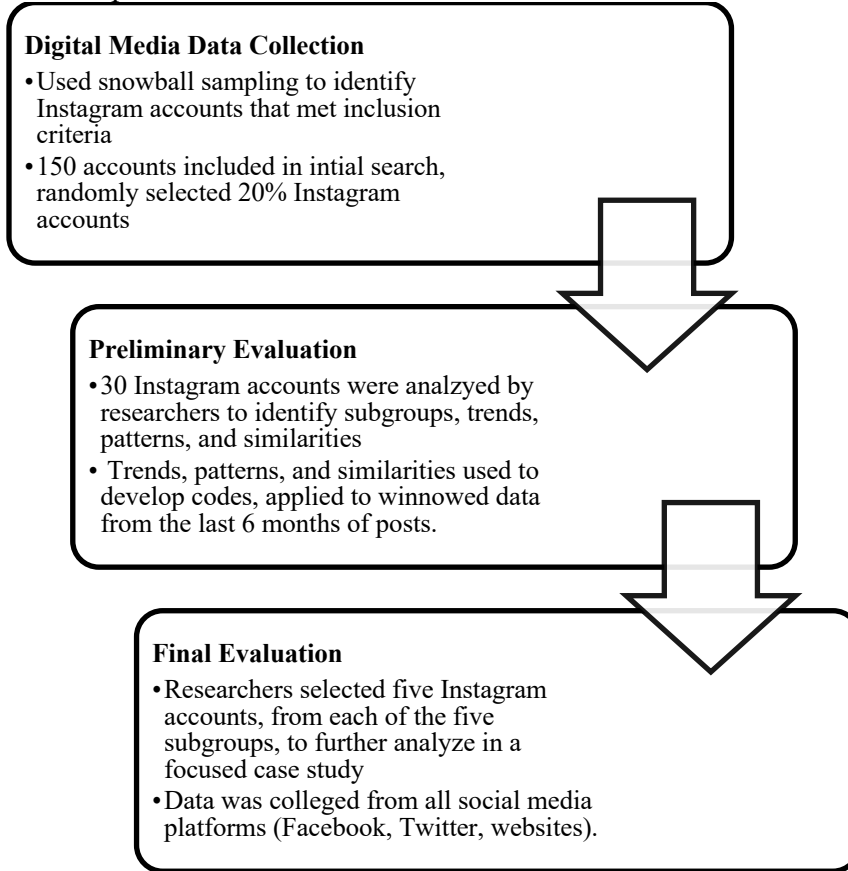 Digital Media Data Collection
•Used snowball sampling to identify
Instagram accounts that met inclusion
criteria
•150 accounts included in intial search,
randomly selected 20% Instagram
accounts
Preliminary Evaluation
•30 Instagram accounts were analzyed by
researchers to identify subgroups, trends,
patterns, and similarities
• Trends, patterns, and similarities used to
develop codes, applied to winnowed data
from the last 6 months of posts.
Final Evaluation
•Researchers selected five Instagram
accounts, from each of the five
subgroups, to further analyze in a
focused case study
•Data was colleged from all social media
platforms (Facebook, Twitter, websites).